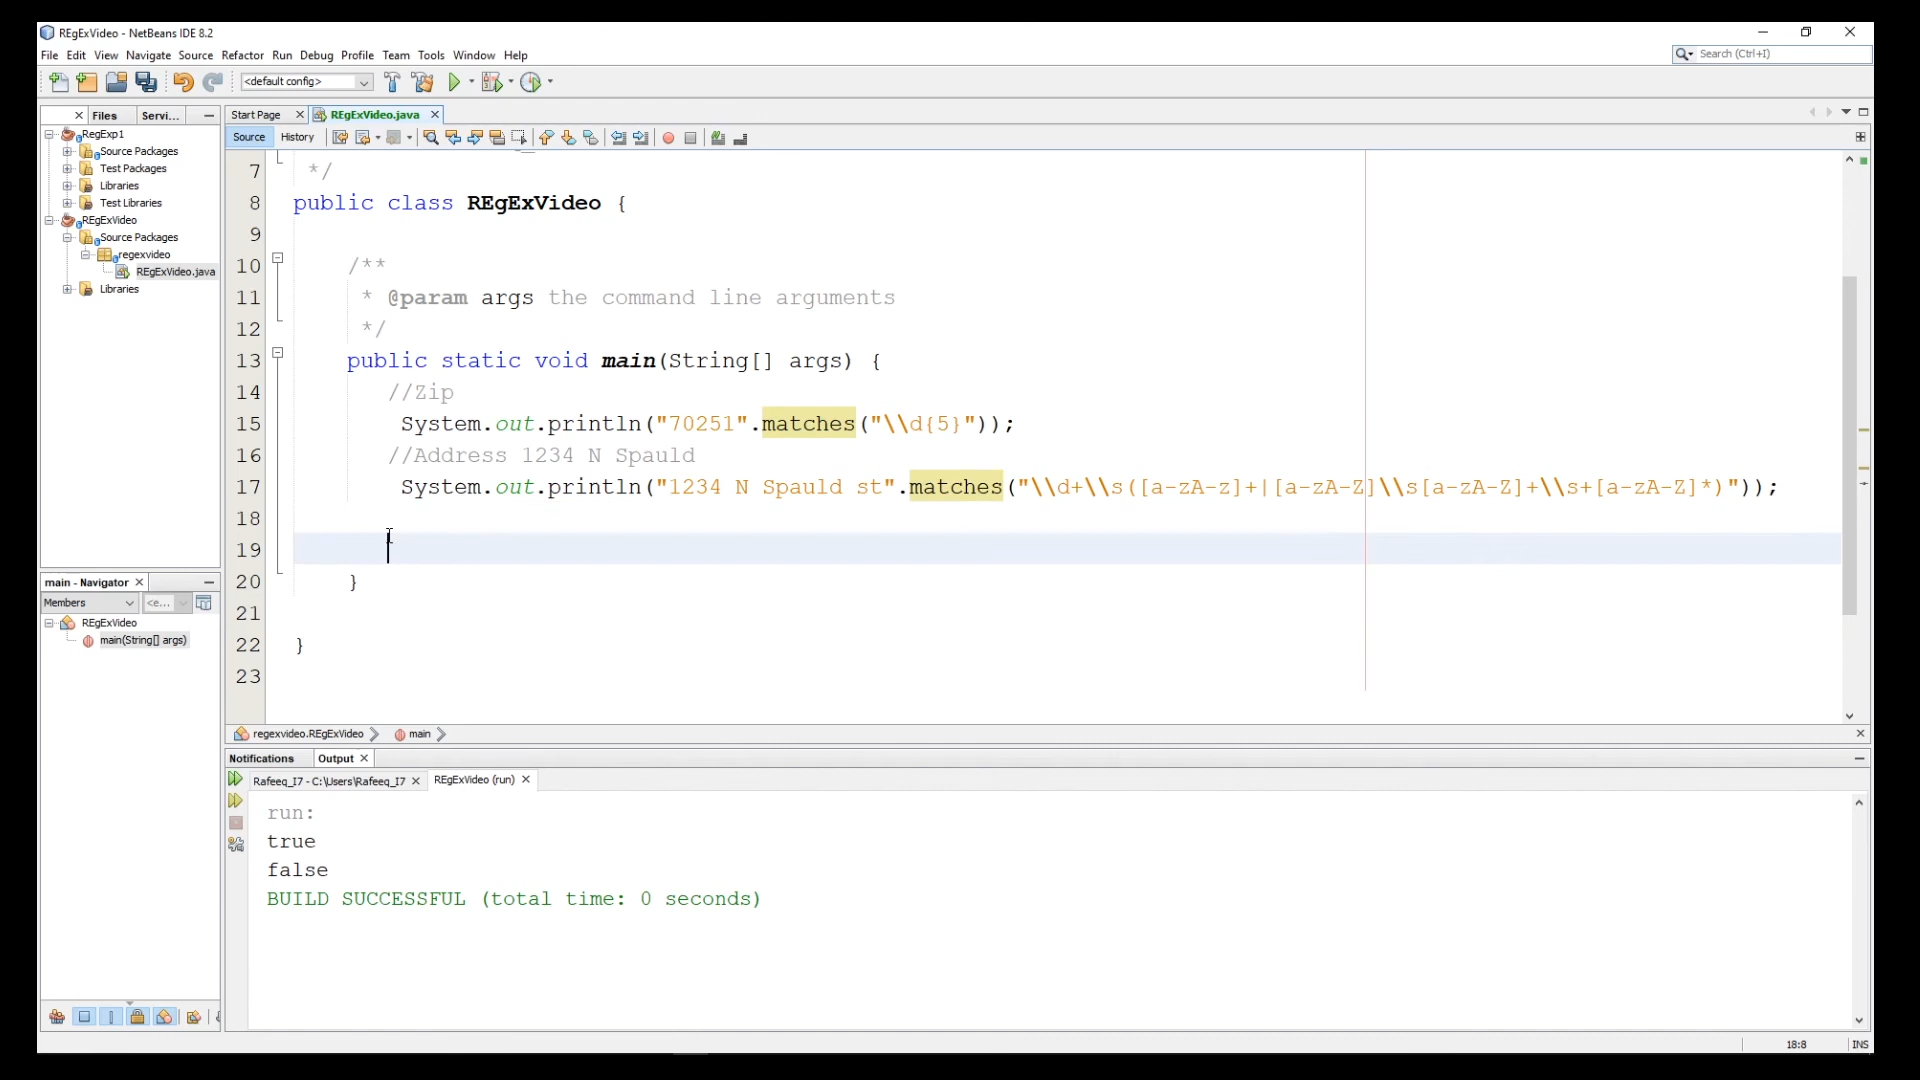 REgExVideo - NetBeans IDE 8.2
File Edit View Navigate Source Refactor Run Debug Profile Team Tools Window Help
Search (Ctrl+I)
<default config>
Files Servi...
Start Page REgExVideo.java
Source History
RegExp1
Source Packages
Test Packages
Libraries
Test Libraries
REgExVideo
Source Packages
regexvideo
REgExVideo.java
Libraries
7 */
8 public class REgExVideo {
9
10 /**
11 * @param args the command line arguments
12 */
13 public static void main(String[] args) {
14 //Zip
15 System.out.println("70251".matches("\\d{5}"));
16 //Address 1234 N Spauld
17 System.out.println("1234 N Spauld st".matches("\\d+\\s([a-zA-z]+|[a-zA-Z]\\s[a-zA-Z]+\\s+[a-zA-Z]*)"));
18
19
20 }
21
22 }
23
main - Navigator
Members <e...
REgExVideo
main(String[] args)
regexvideo.REgExVideo main
Notifications Output
Rafeeq_I7 - C:\Users\Rafeeq_I7 REgExVideo (run)
run:
true
false
BUILD SUCCESSFUL (total time: 0 seconds)
18:8 INS